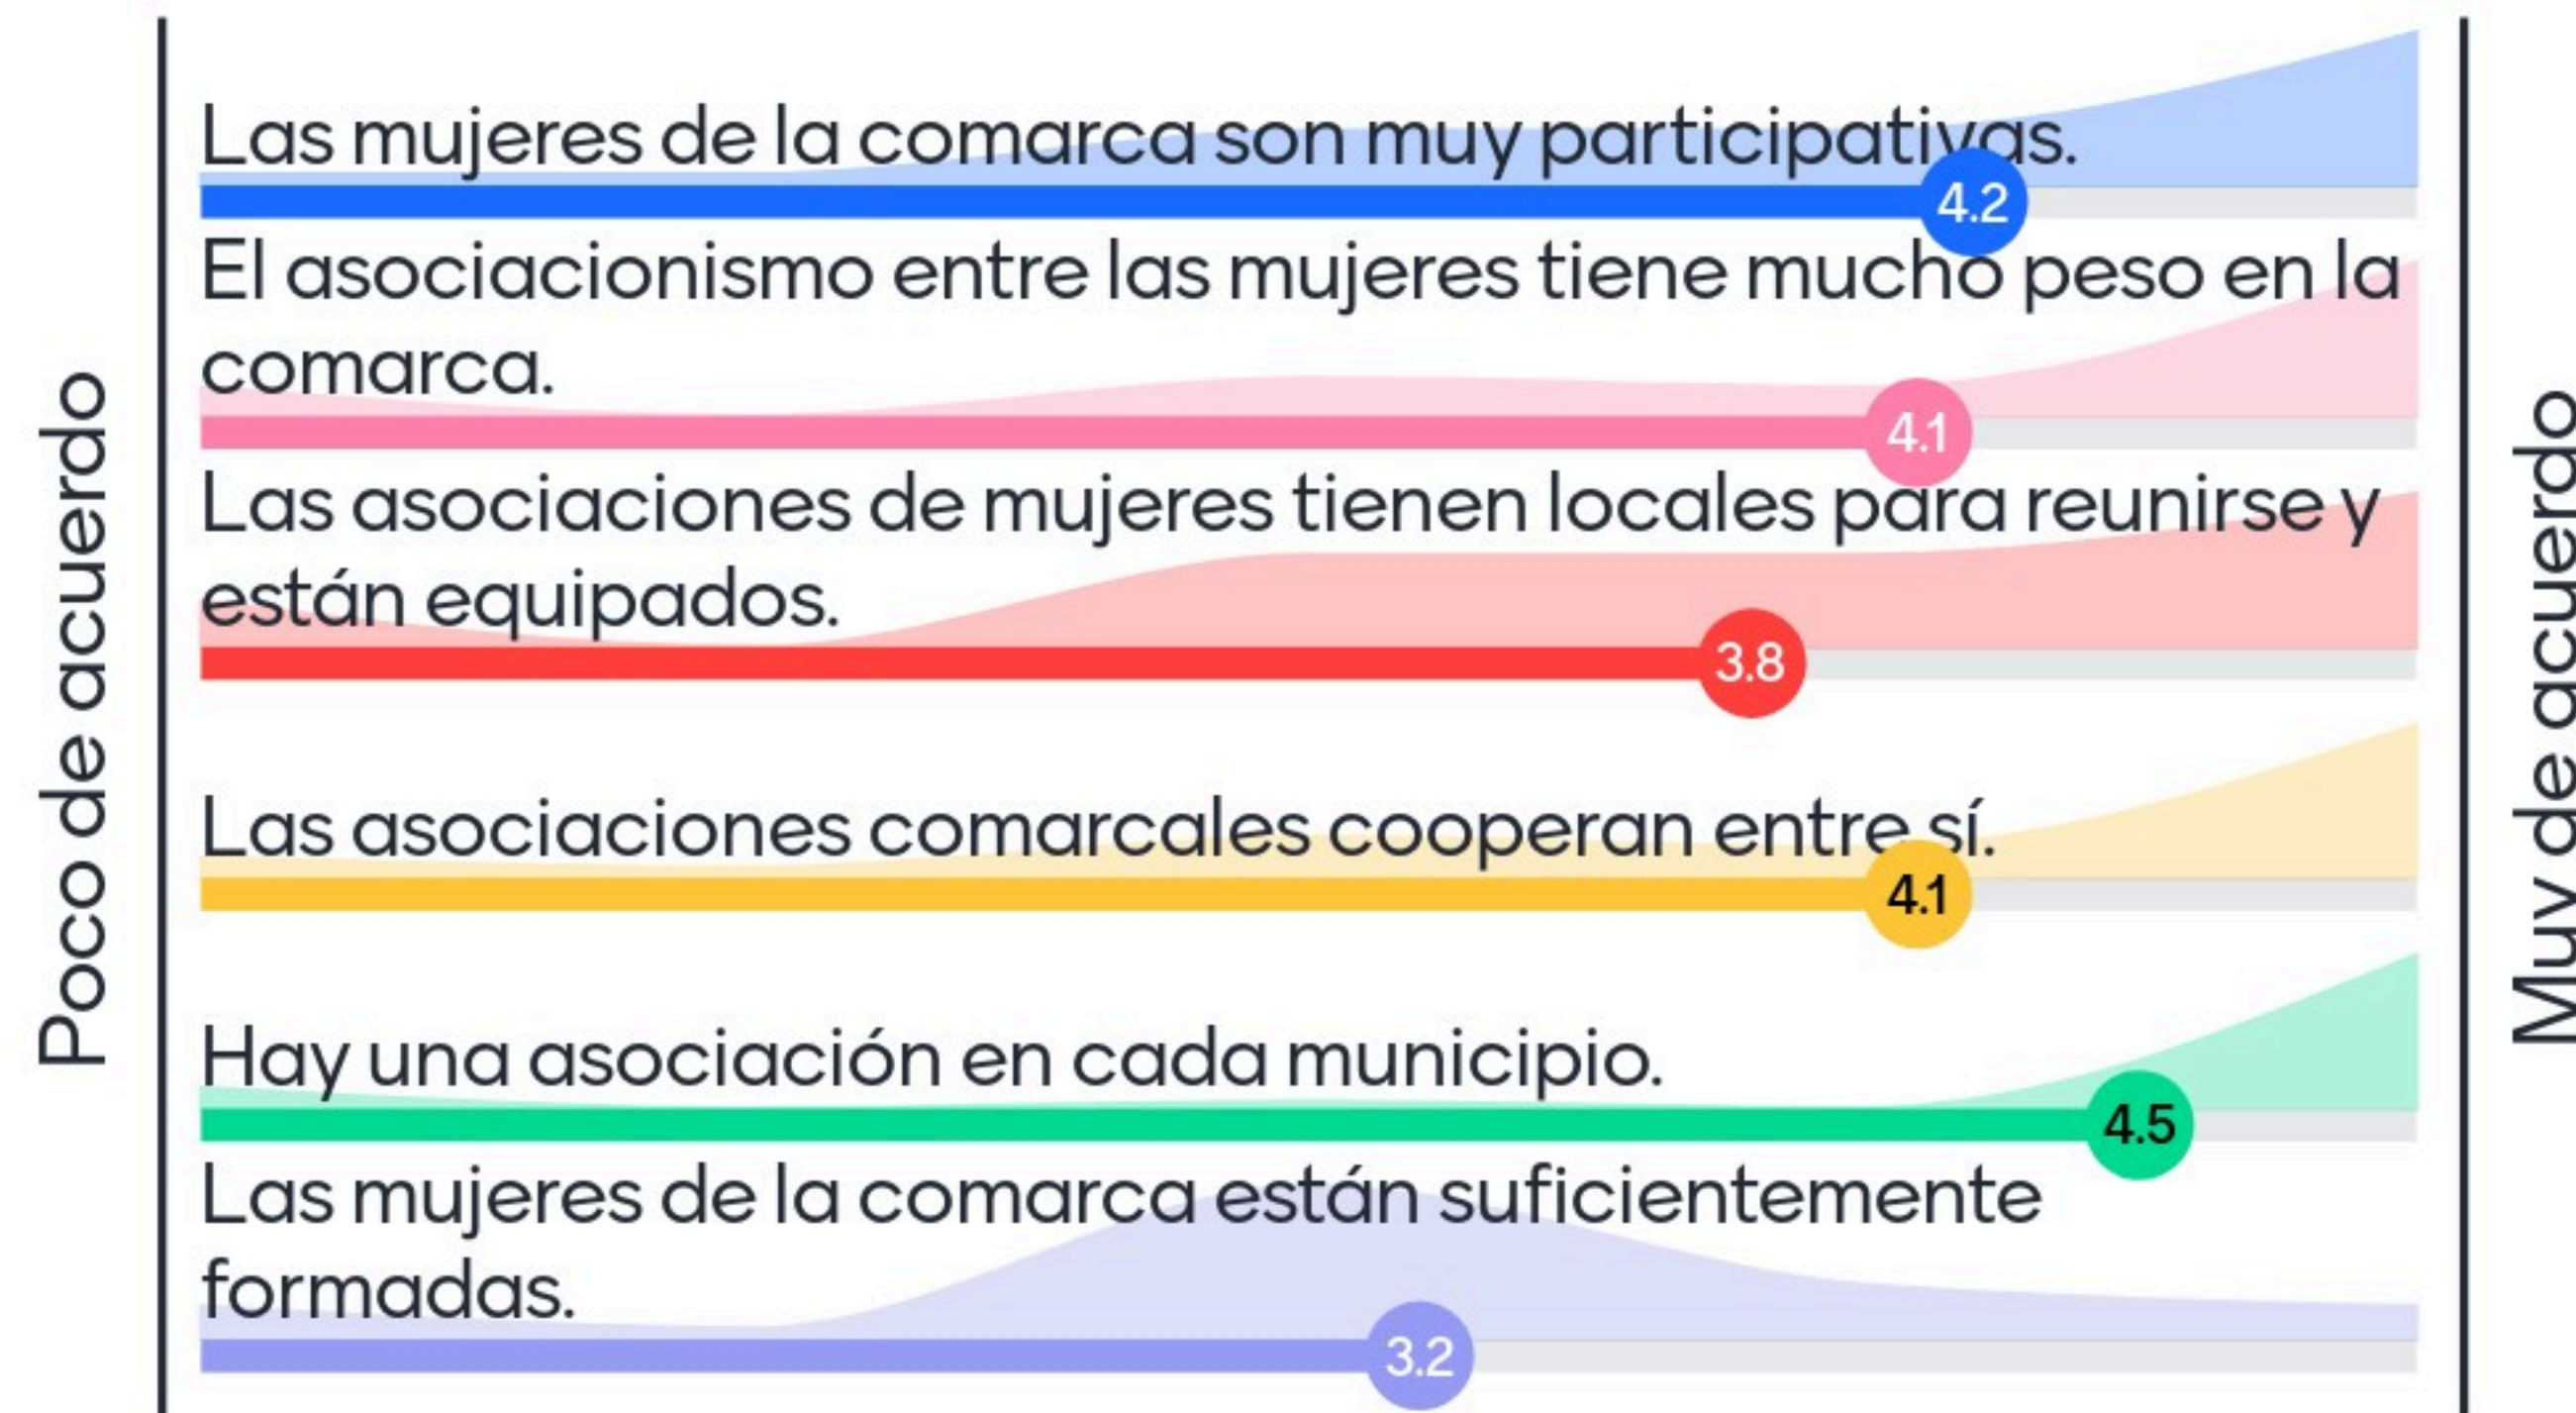 Poco de acuerdo
Las mujeres de la comarca son muy participativas.
4.2
El asociacionismo entre las mujeres tiene mucho peso en la
comarca.
4.1
Las asociaciones de mujeres tienen locales para reunirse y
están equipados.
3.8
Las asociaciones comarcales cooperan entre sí.
4.1
Hay una asociación en cada municipio.
4.5
Las mujeres de la comarca están suficientemente
formadas.
3.2
Muy de acuerdo